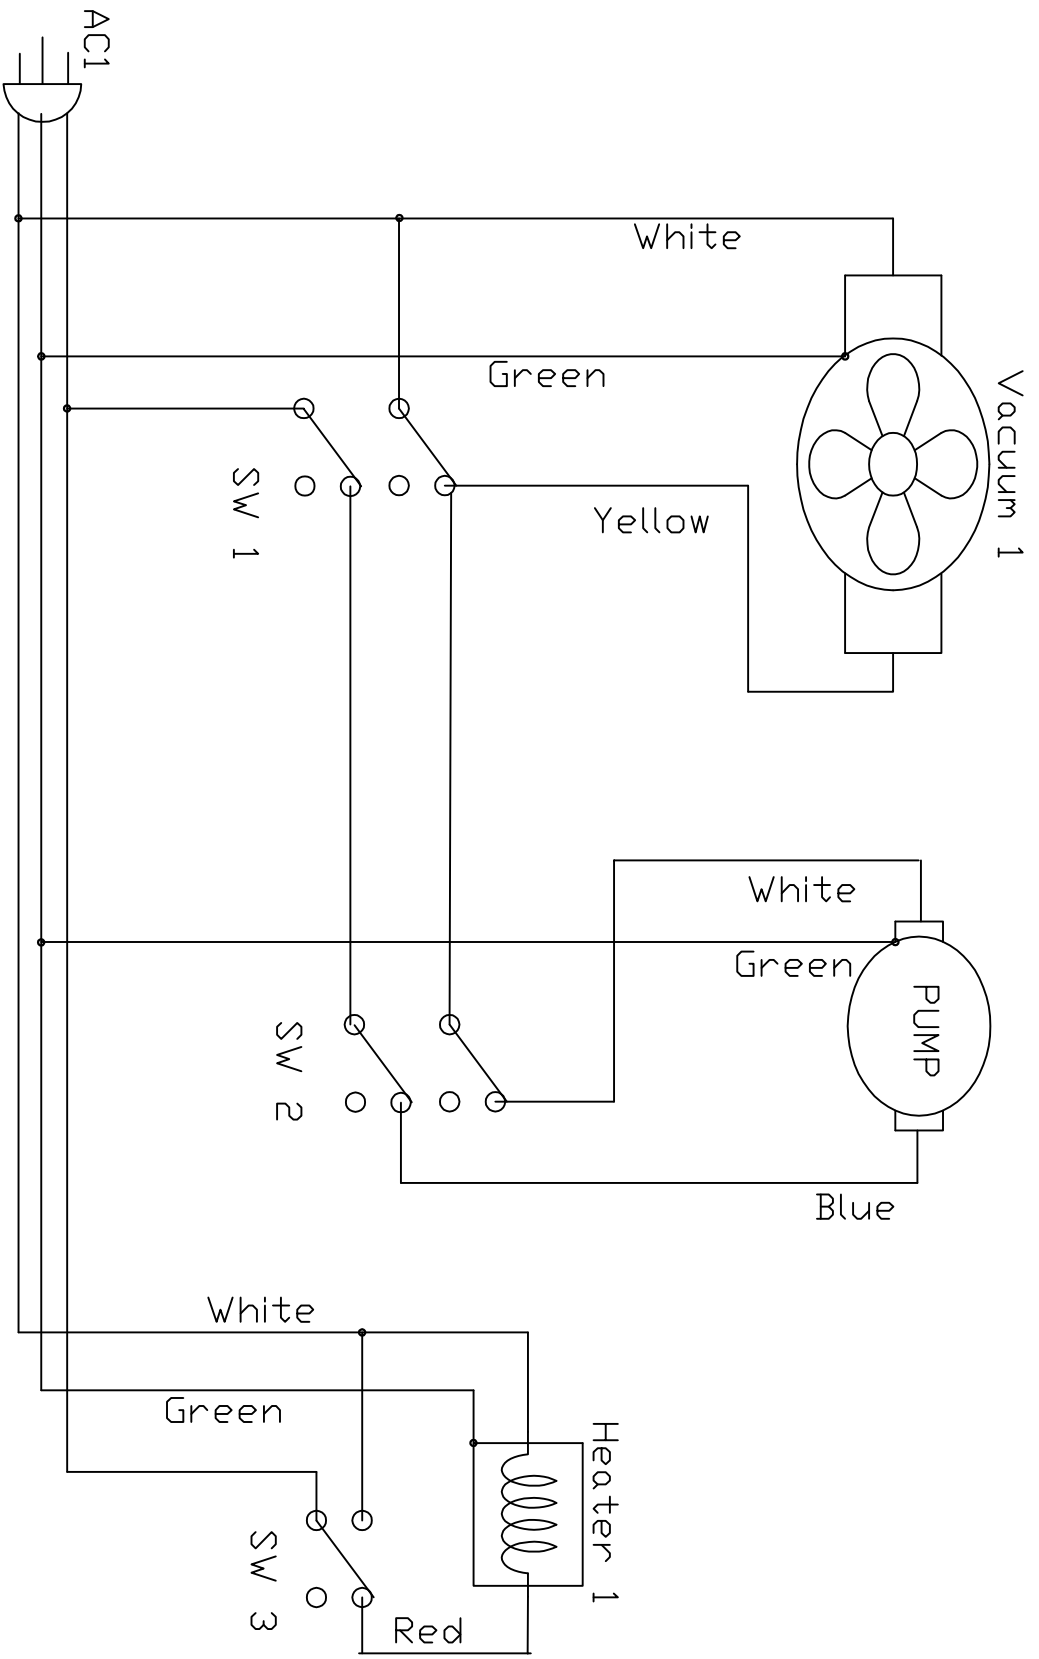 AC1
White
Green
Vacuum 1
SW 1
Yellow
White
Green
PUMP
SW 2
Blue
White
Green
Heater 1
SW 3
Red